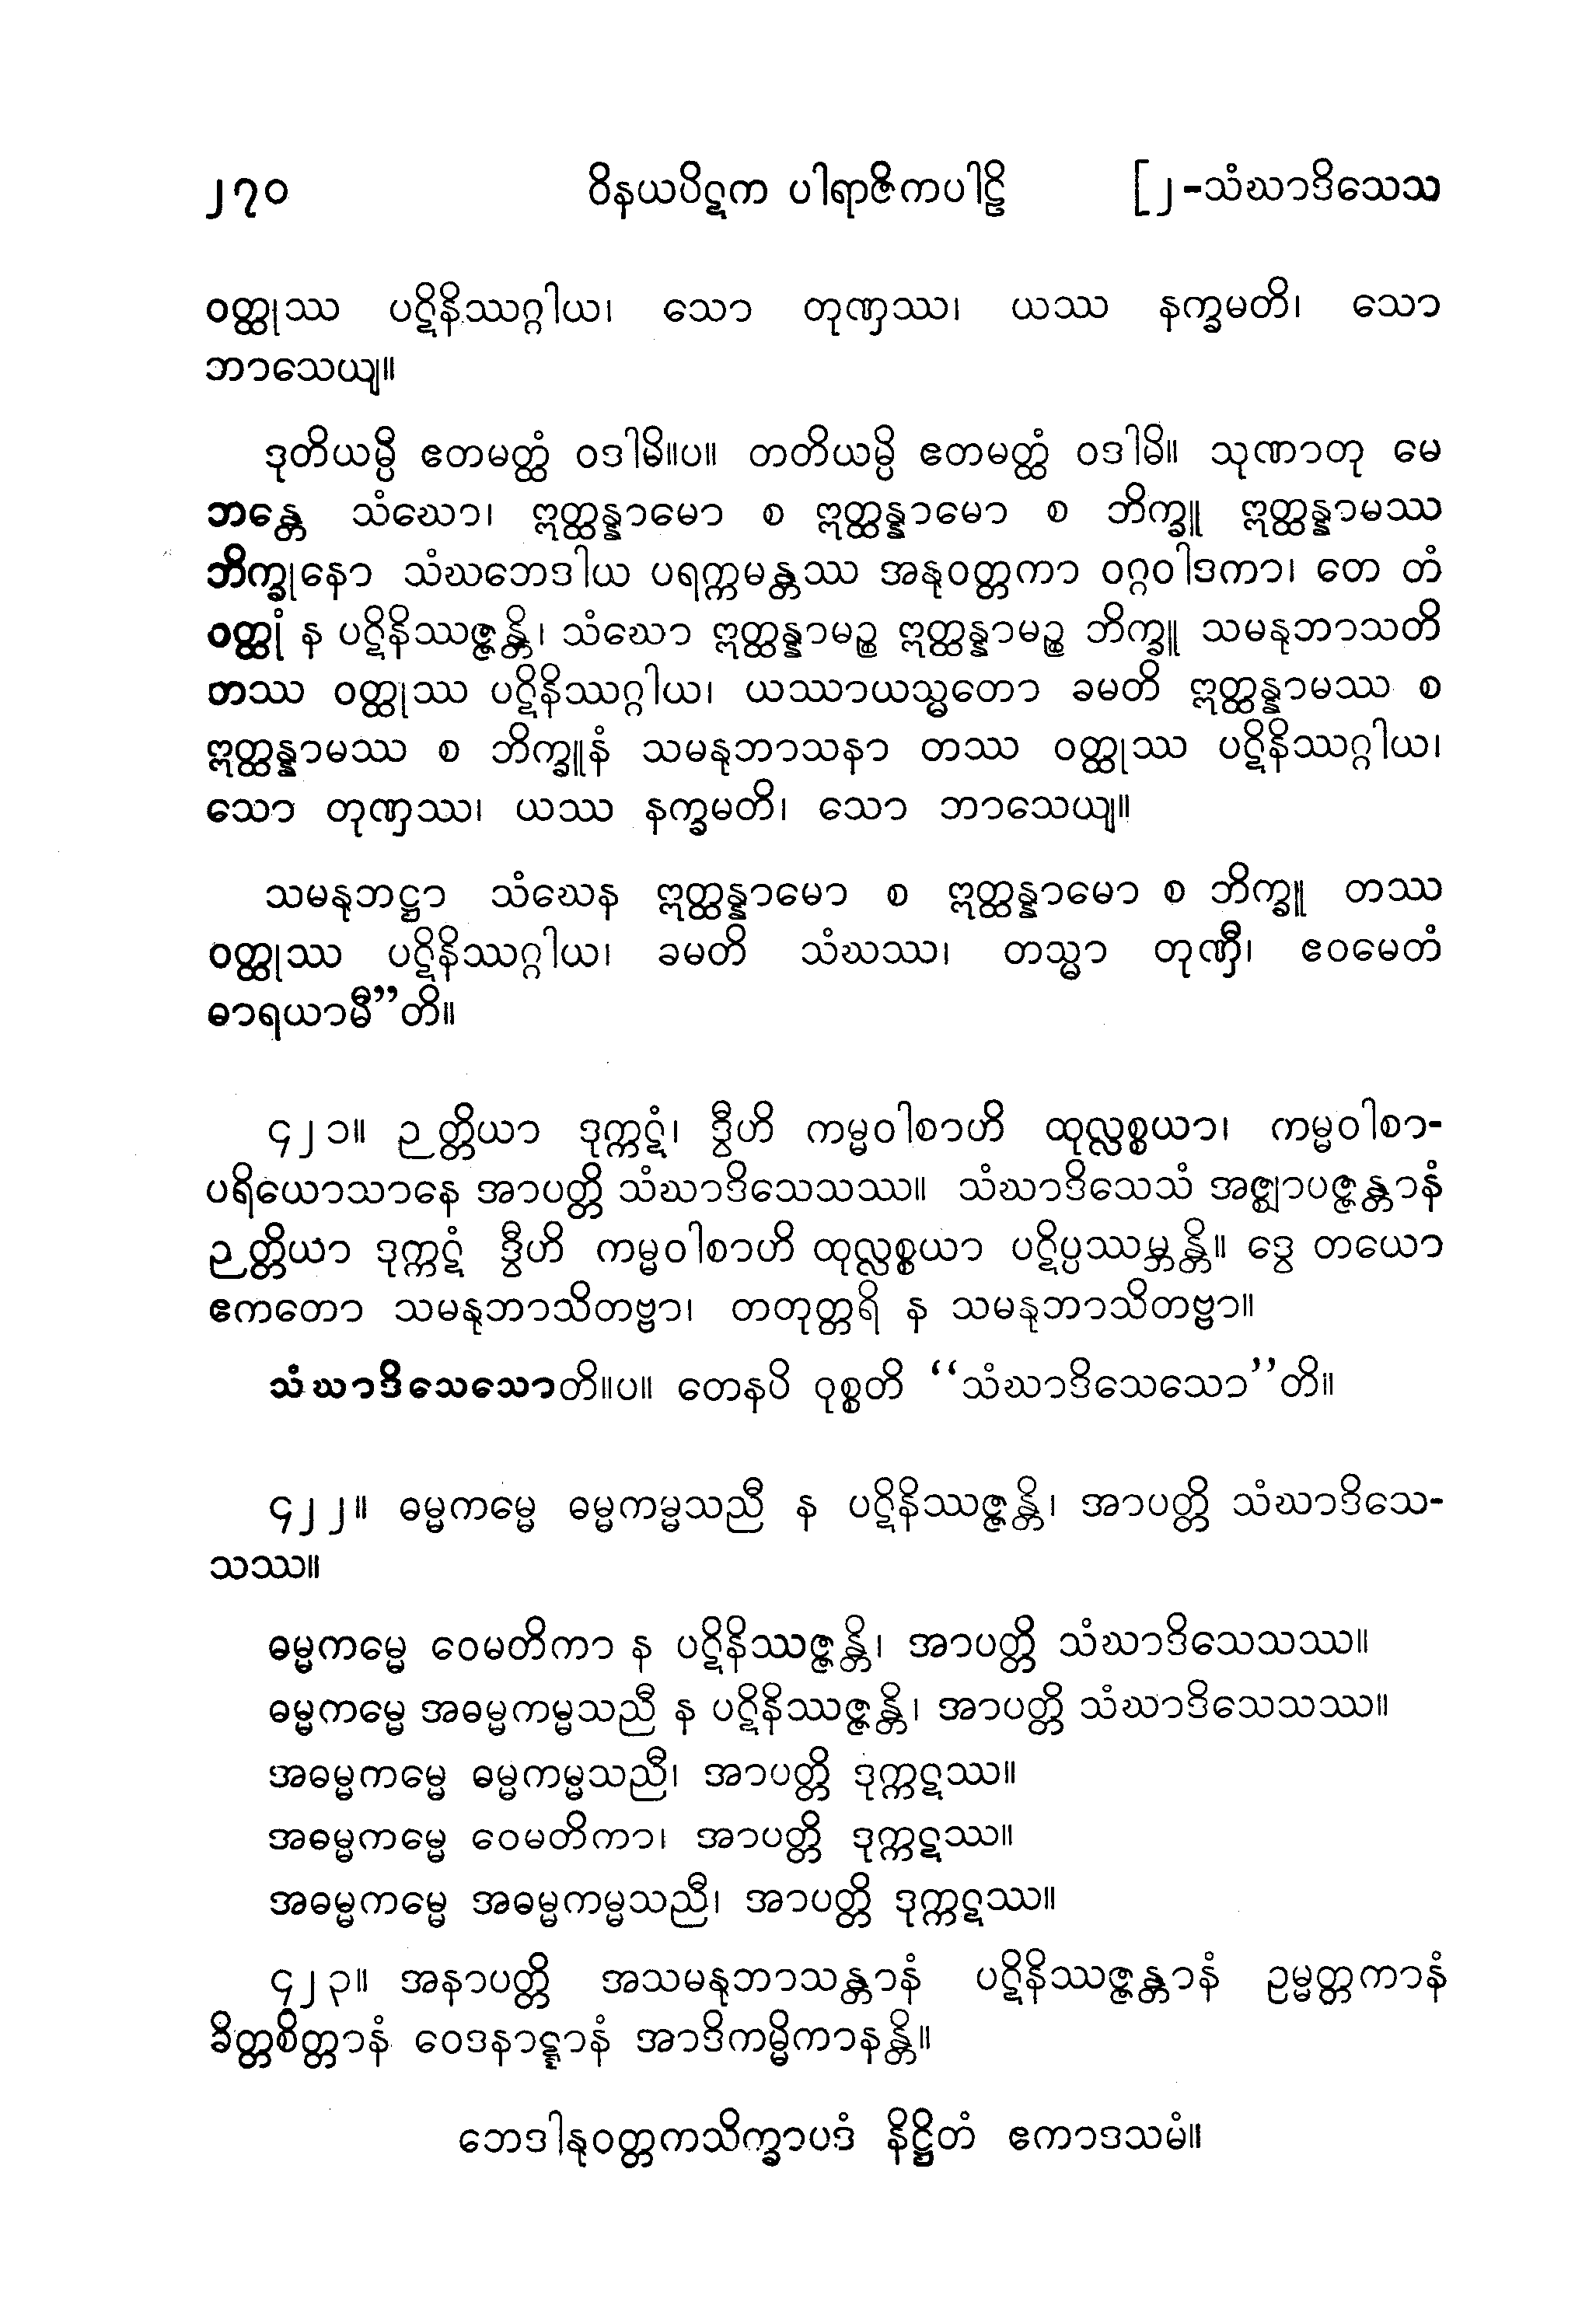 ၂၇၀ ဝိနယပိဋက ပါရာဇိကပါဠိ [၂-သံဃာဒိသေသ
ဝတ္ထုဿ ပဋိနိဿဂ္ဂါယ၊ သော တုဏှဿ၊ ယဿ နက္ခမတိ၊ သော
ဘာသေယျ။
ဒုတိယမ္ပိ ဧတမတ္ထံ ဝဒါမိ။ပ။ တတိယမ္ပိ ဧတမတ္ထံ ဝဒါမိ။ သုဏာတု မေ
ဘန္တေ သံဃော၊ ဣတ္ထန္နာမော စ ဣတ္ထန္နာမော စ ဘိက္ခူ ဣတ္ထန္နာမဿ
ဘိက္ခုနော သံဃဘေဒါယ ပရက္ကမန္တဿ အနုဝတ္တကာ ဝဂ္ဂဝါဒကာ၊ တေ တံ
ဝတ္ထုံ န ပဋိနိဿဇ္ဇန္တိ၊ သံဃော ဣတ္ထန္နာမဉ္စ ဣတ္ထန္နာမဉ္စ ဘိက္ခူ သမနုဘာသတိ
တဿ ဝတ္ထုဿ ပဋိနိဿဂ္ဂါယ၊ ယဿာယသ္မတော ခမတိ ဣတ္ထန္နာမဿ စ
ဣတ္ထန္နာမဿ စ ဘိက္ခူနံ သမနုဘာသနာ တဿ ဝတ္ထုဿ ပဋိနိဿဂ္ဂါယ၊
သော တုဏှဿ၊ ယဿ နက္ခမတိ၊ သော ဘာသေယျ။
သမနုဘဋ္ဌာ သံဃေန ဣတ္ထန္နာမော စ ဣတ္ထန္နာမော စ ဘိက္ခူ တဿ
ဝတ္ထုဿ ပဋိနိဿဂ္ဂါယ၊ ခမတိ သံဃဿ၊ တသ္မာ တုဏှီ၊ ဧဝမေတံ
ဓာရယာမီ”တိ။
၄၂၁။ ဉတ္တိယာ ဒုက္ကဋံ၊ ဒွီဟိ ကမ္မဝါစာဟိ ထုလ္လစ္စယာ၊ ကမ္မဝါစာ-
ပရိယောသာနေ အာပတ္တိ သံဃာဒိသေသဿ။ သံဃာဒိသေသံ အဇ္ဈာပဇ္ဇန္တာနံ
ဉတ္တိယာ ဒုက္ကဋံ ဒွီဟိ ကမ္မဝါစာဟိ ထုလ္လစ္စယာ ပဋိပ္ပဿမ္ဘန္တိ။ ဒွေ တယော
ဧကတော သမနုဘာသိတဗ္ဗာ၊ တတုတ္တရိ န သမနုဘာသိတဗ္ဗာ။
သံဃာဒိသေသောတိ။ပ။ တေနပိ ဝုစ္စတိ “သံဃာဒိသေသော”တိ။
၄၂၂။ ဓမ္မကမ္မေ ဓမ္မကမ္မသညီ န ပဋိနိဿဇ္ဇန္တိ၊ အာပတ္တိ သံဃာဒိသေ-
သဿ။
ဓမ္မကမ္မေ ဝေမတိကာ န ပဋိနိဿဇ္ဇန္တိ၊ အာပတ္တိ သံဃာဒိသေသဿ။
ဓမ္မကမ္မေ အဓမ္မကမ္မသညီ န ပဋိနိဿဇ္ဇန္တိ၊ အာပတ္တိ သံဃာဒိသေသဿ။
အဓမ္မကမ္မေ ဓမ္မကမ္မသညီ၊ အာပတ္တိ ဒုက္ကဋဿ။
အဓမ္မကမ္မေ ဝေမတိကာ၊ အာပတ္တိ ဒုက္ကဋဿ။
အဓမ္မကမ္မေ အဓမ္မကမ္မသညီ၊ အာပတ္တိ ဒုက္ကဋဿ။
၄၂၃။ အနာပတ္တိ အသမနုဘာသန္တာနံ ပဋိနိဿဇ္ဇန္တာနံ ဥမ္မတ္တကာနံ
ခိတ္တစိတ္တာနံ ဝေဒနာဋ္ဋာနံ အာဒိကမ္မိကာနန္တိ။
ဘေဒါနုဝတ္တကသိက္ခာပဒံ နိဋ္ဌိတံ ဧကာဒသမံ။